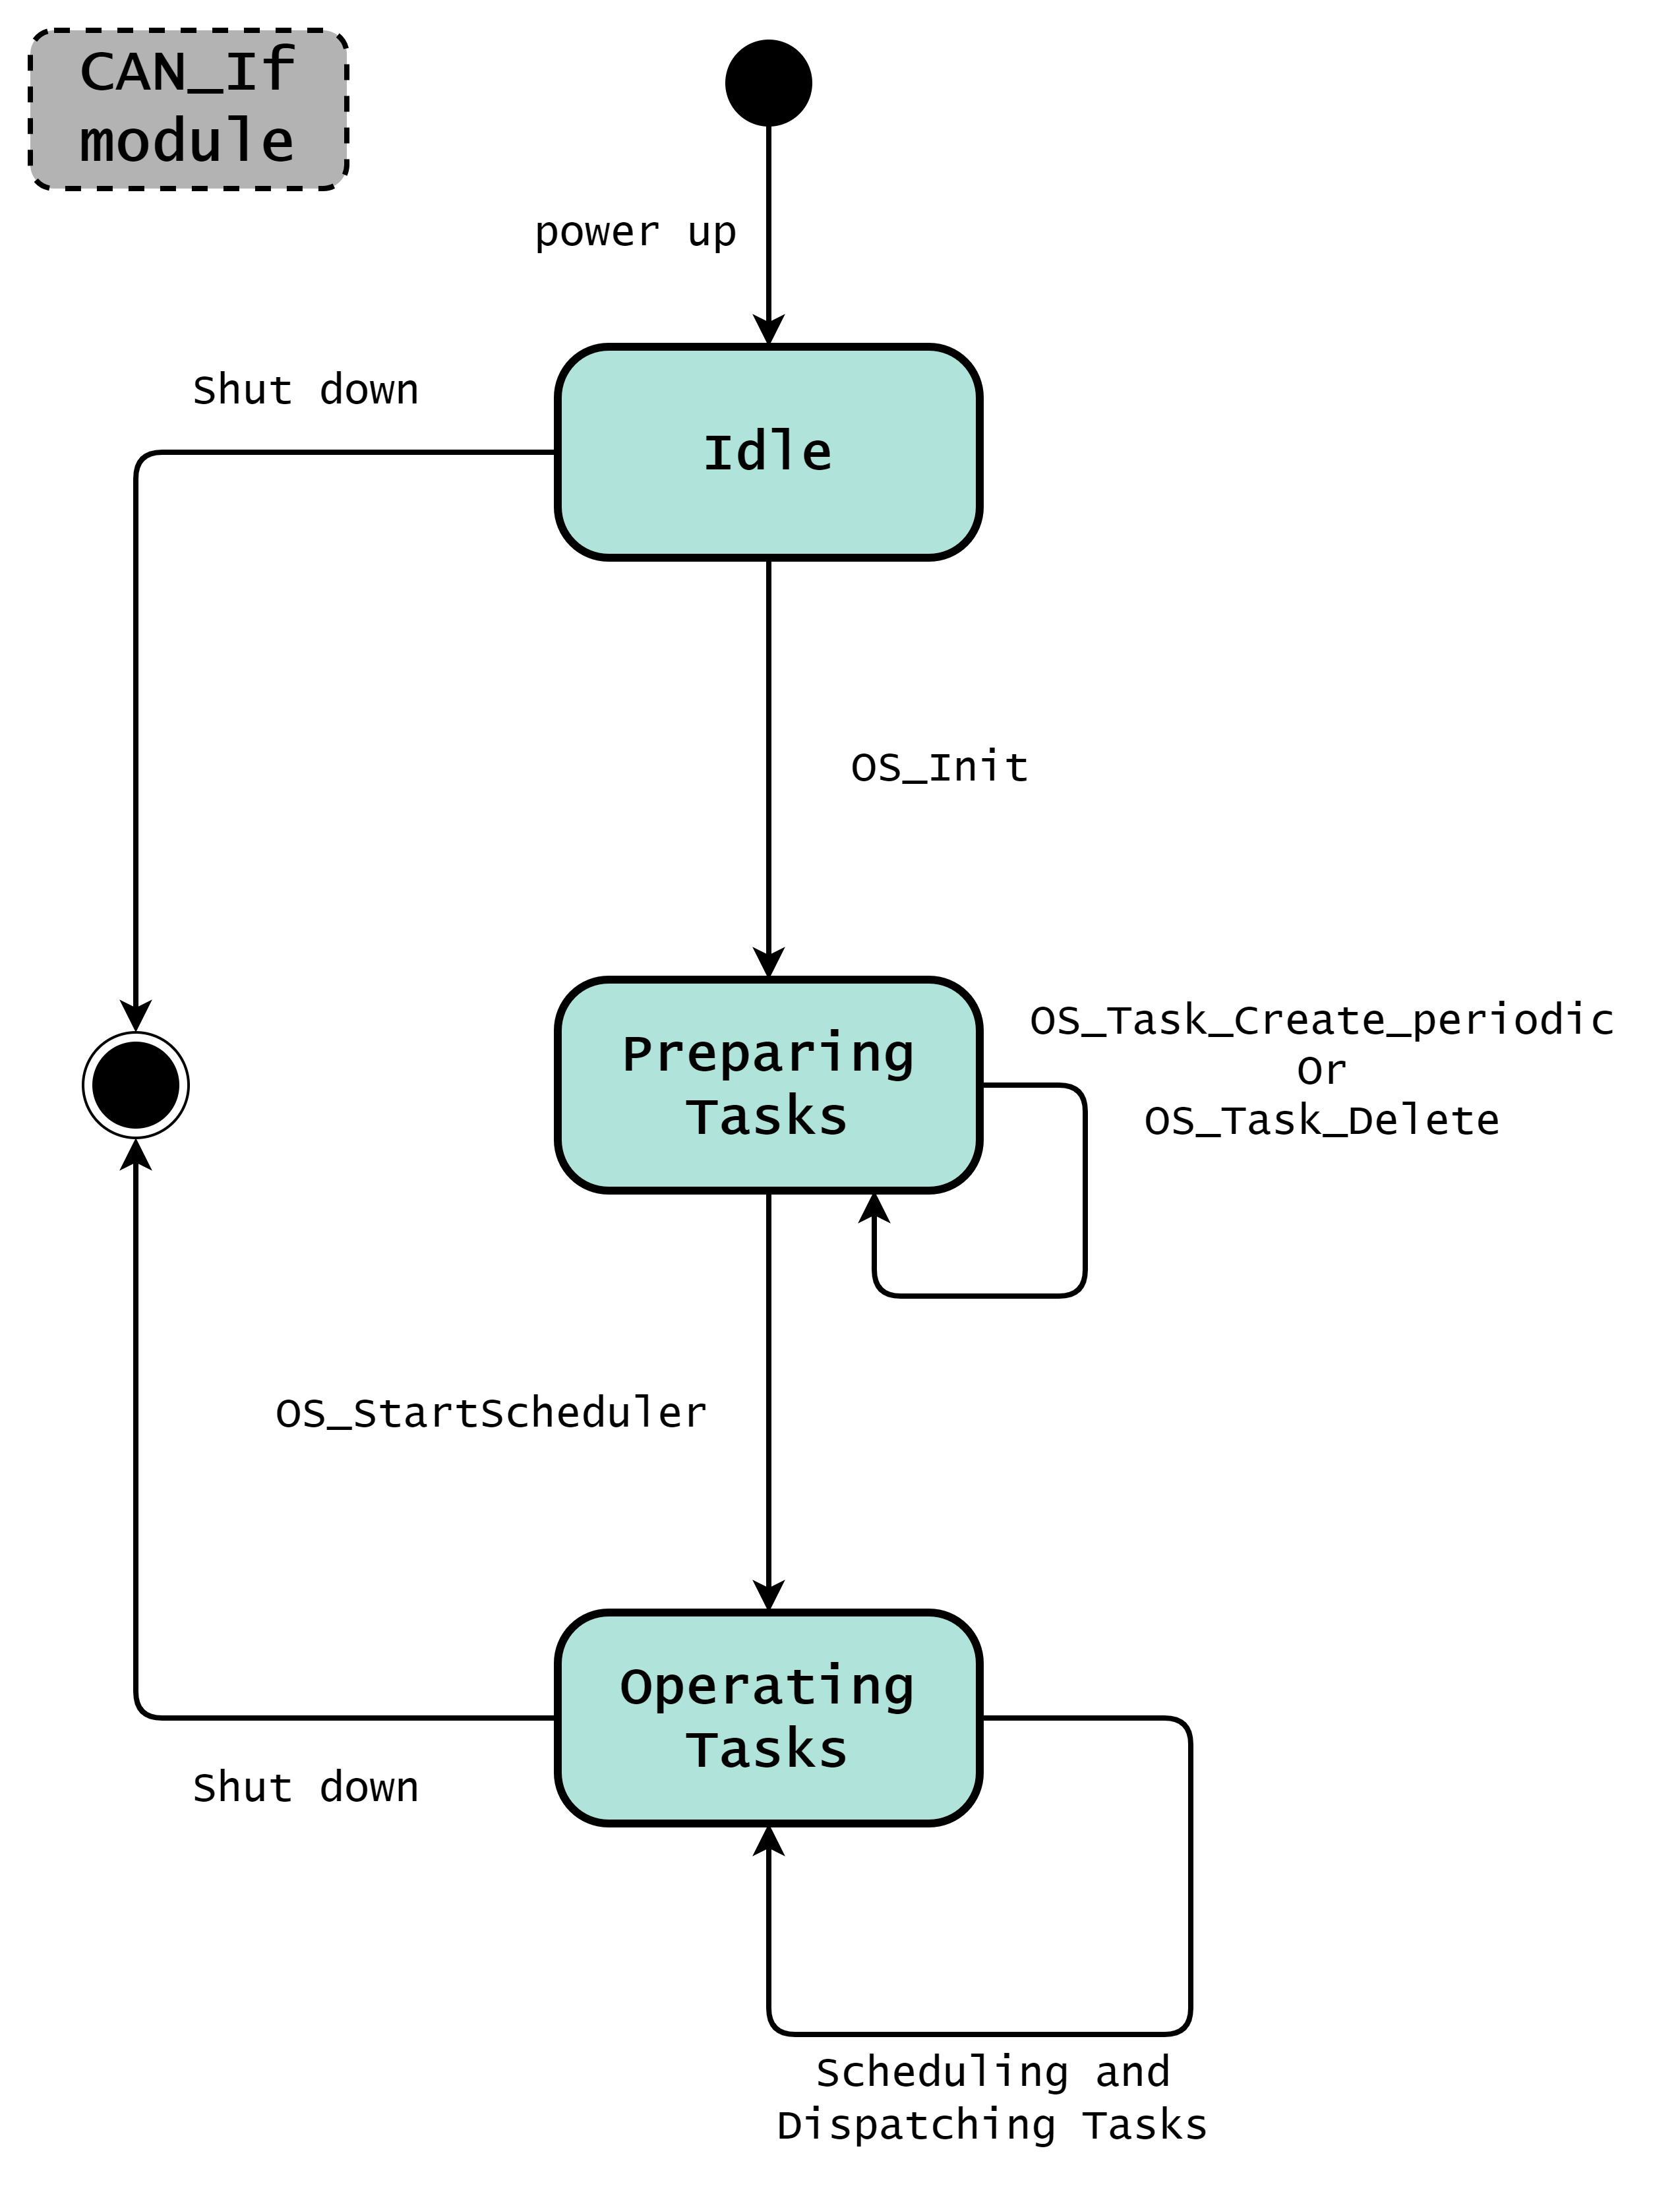 CAN_If
module
power up
Shut down
Idle
OS_Init
Preparing
Tasks
OS_Task_Create_periodic
Or
OS_Task_Delete
OS_StartScheduler
Operating
Tasks
Shut down
Scheduling and
Dispatching Tasks